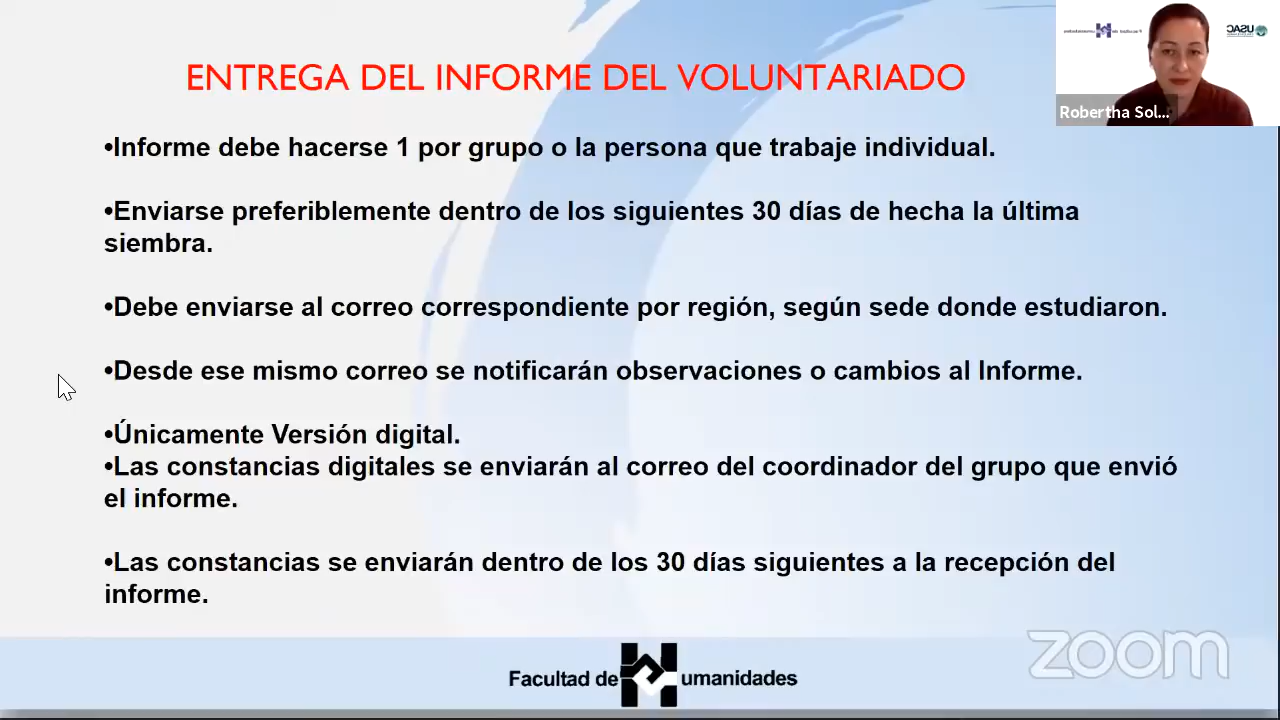 ENTREGA DEL INFORME DEL VOLUNTARIADO
USAC
Robertha Sol...
•Informe debe hacerse 1 por grupo o la persona que trabaje individual.
•Enviarse preferiblemente dentro de los siguientes 30 días de hecha la última
siembra.
•Debe enviarse al correo correspondiente por región, según sede donde estudiaron.
•Desde ese mismo correo se notificarán observaciones o cambios al Informe.
•Únicamente Versión digital.
•Las constancias digitales se enviarán al correo del coordinador del grupo que envió
el informe.
•Las constancias se enviarán dentro de los 30 días siguientes a la recepción del
informe.
Facultad de Humanidades
zoom